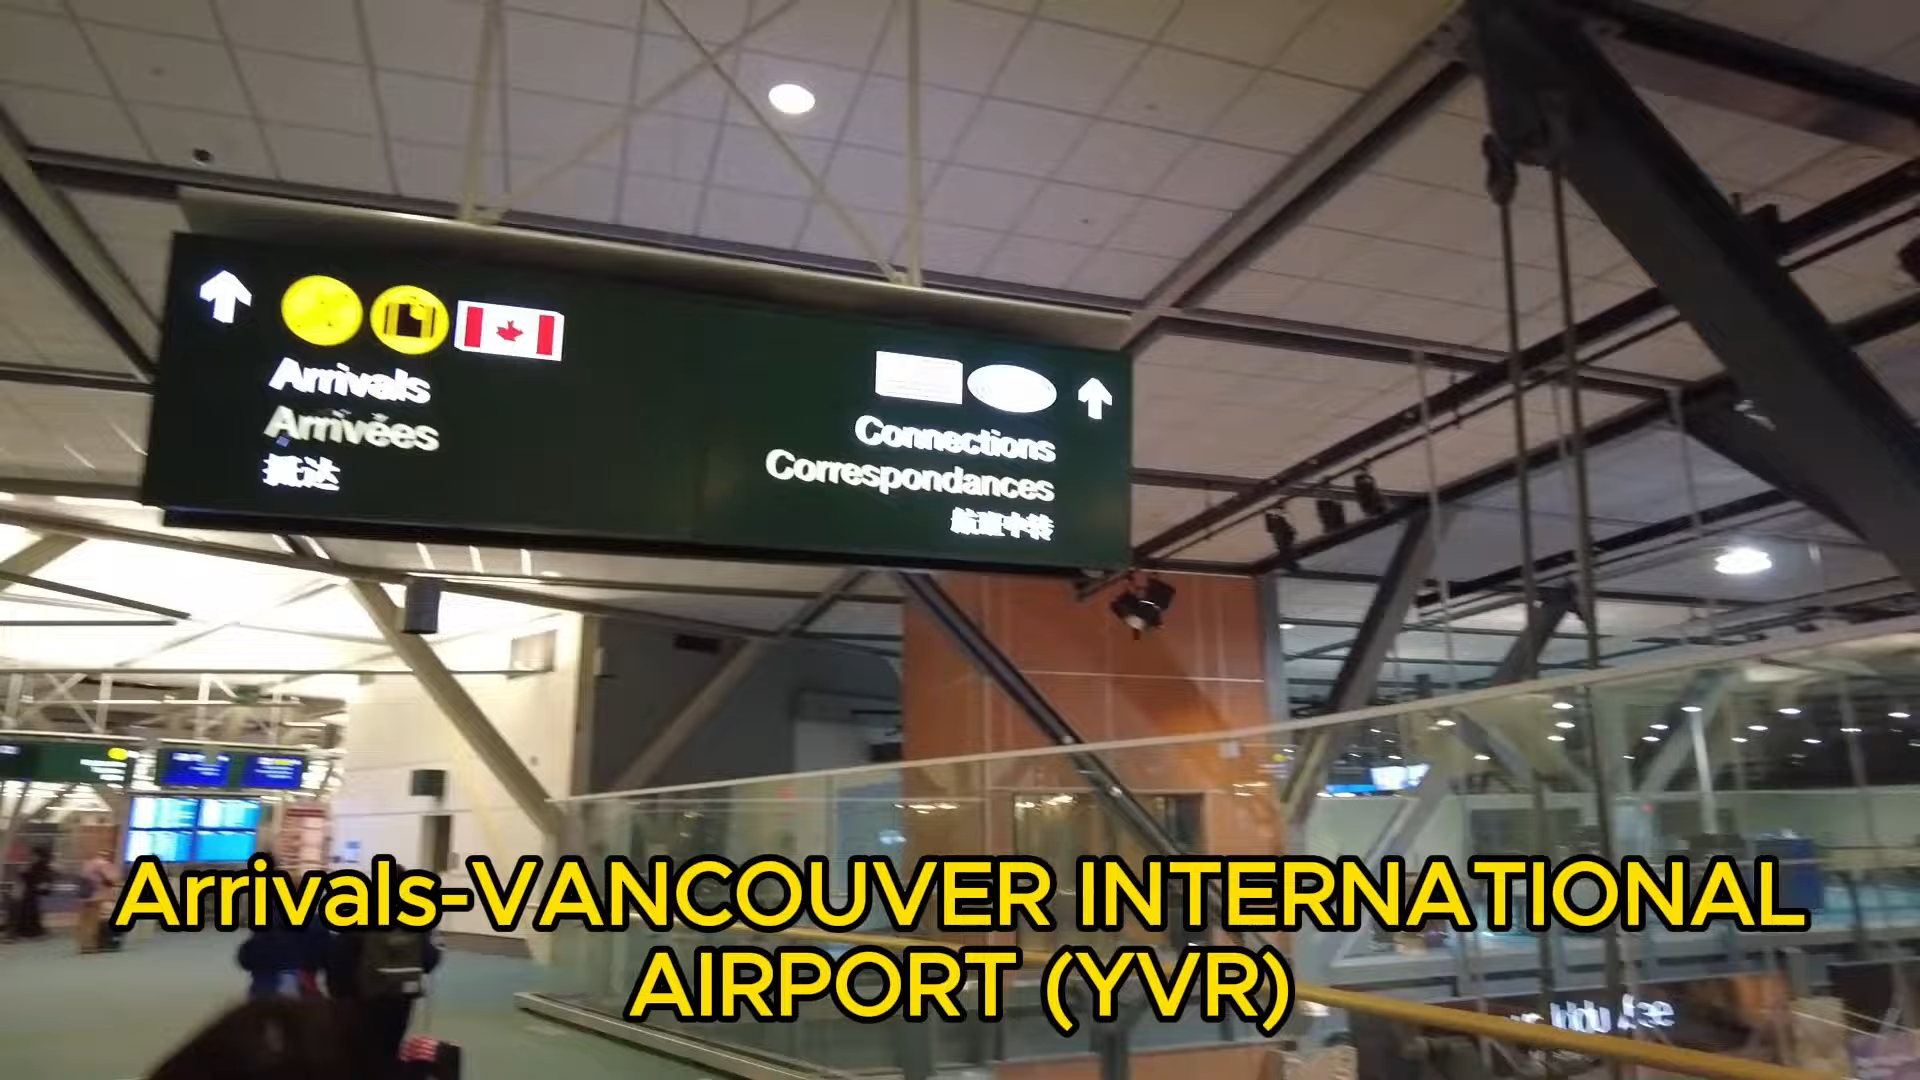 Arrivals
Arrivées
抵达
Connections
Correspondances
航班中转
Arrivals-VANCOUVER INTERNATIONAL
AIRPORT (YVR)